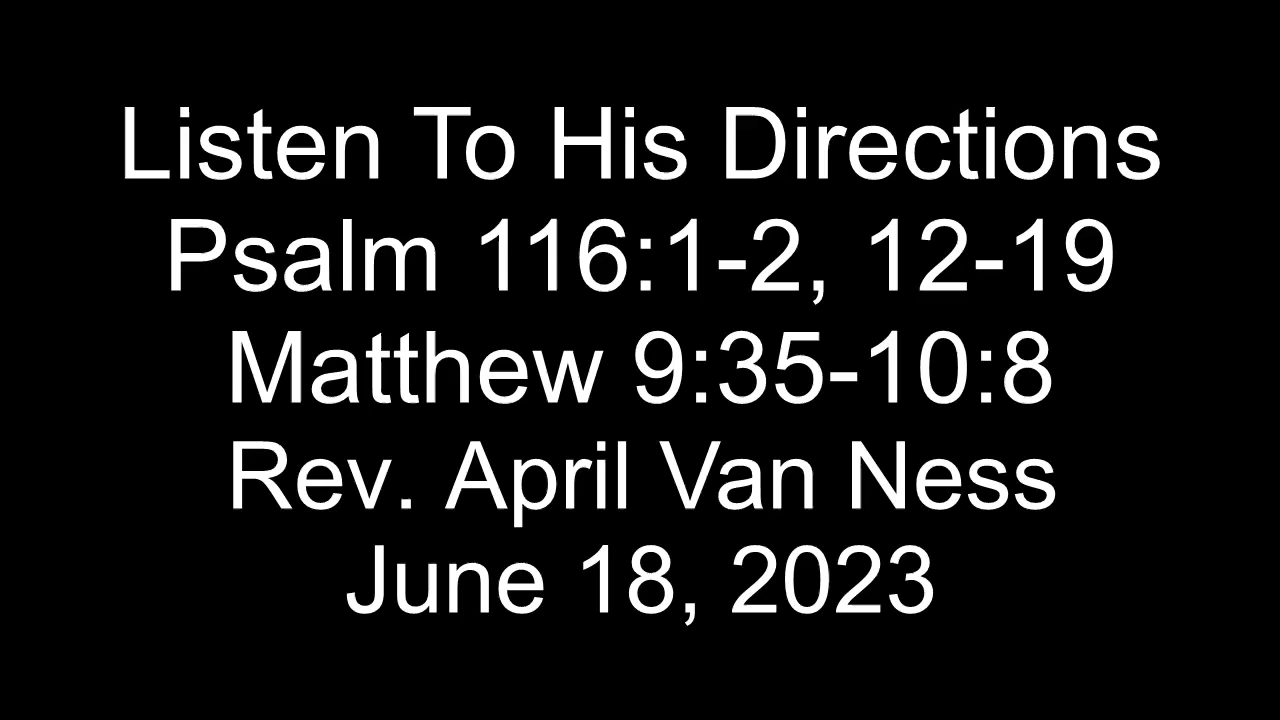 Listen To His Directions
Psalm 116:1-2, 12-19
Matthew 9:35-10:8
Rev. April Van Ness
June 18, 2023